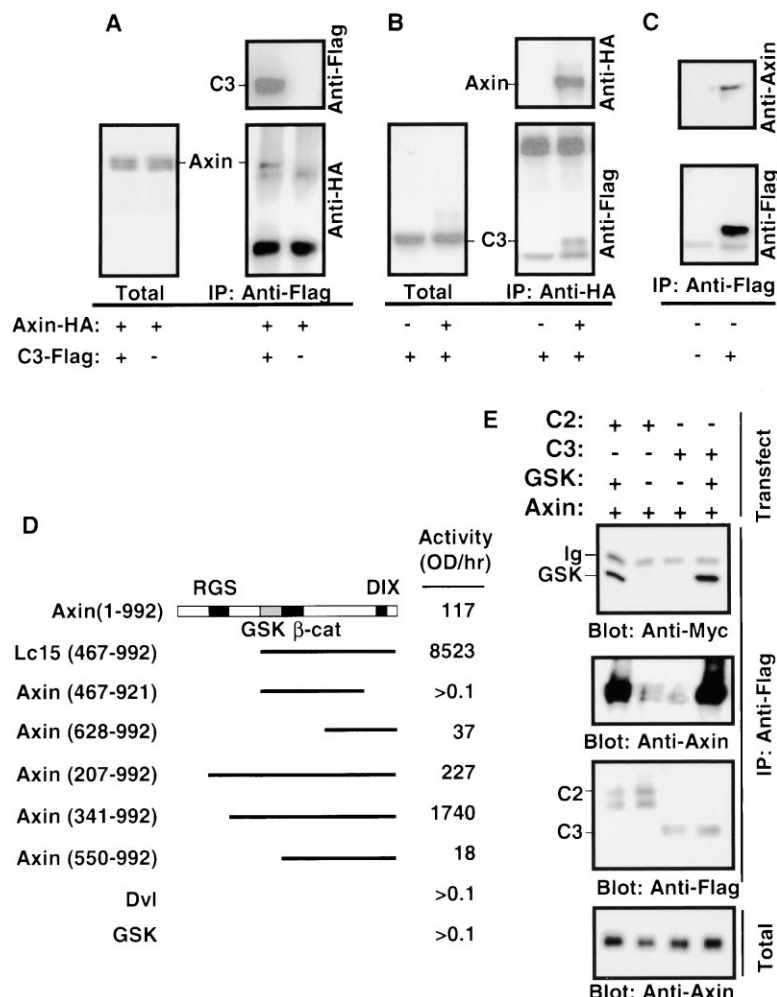 A
C3
Anti-Flag
Axin
Anti-HA
Total
IP: Anti-Flag
B
Axin
Anti-HA
C3
Anti-Flag
Total
IP: Anti-HA
C
Anti-Axin
Anti-Flag
IP: Anti-Flag
Axin-HA: + + + + - + - + - -
C3-Flag: + - + - + + + + - +
D
Activity
(OD/hr)
RGS DIX
Axin(1-992) 117
GSK β-cat
Lc15 (467-992) 8523
Axin (467-921) >0.1
Axin (628-992) 37
Axin (207-992) 227
Axin (341-992) 1740
Axin (550-992) 18
Dvl >0.1
GSK >0.1
E
C2: + + - -
C3: - - + +
GSK: + - - +
Axin: + + + +
Transfect
Ig
GSK
Blot: Anti-Myc
Blot: Anti-Axin
C2
C3
Blot: Anti-Flag
IP: Anti-Flag
Blot: Anti-Axin
Total